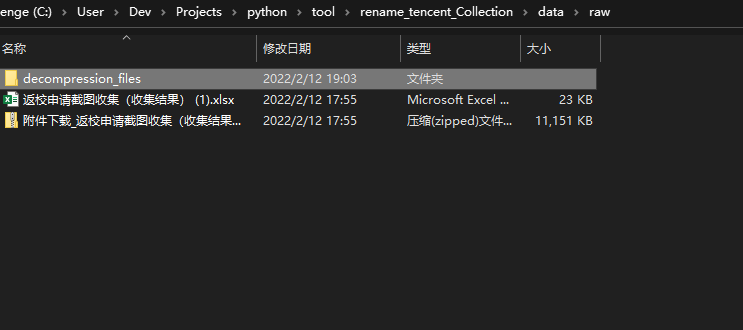 enge (C:) > User > Dev > Projects > python > tool > rename_tencent_Collection > data > raw
名称 修改日期 类型 大小
decompression_files 2022/2/12 19:03 文件夹
返校申请截图收集（收集结果） (1).xlsx 2022/2/12 17:55 Microsoft Excel ... 23 KB
附件下载_返校申请截图收集（收集结果... 2022/2/12 17:55 压缩(zipped)文件... 11,151 KB